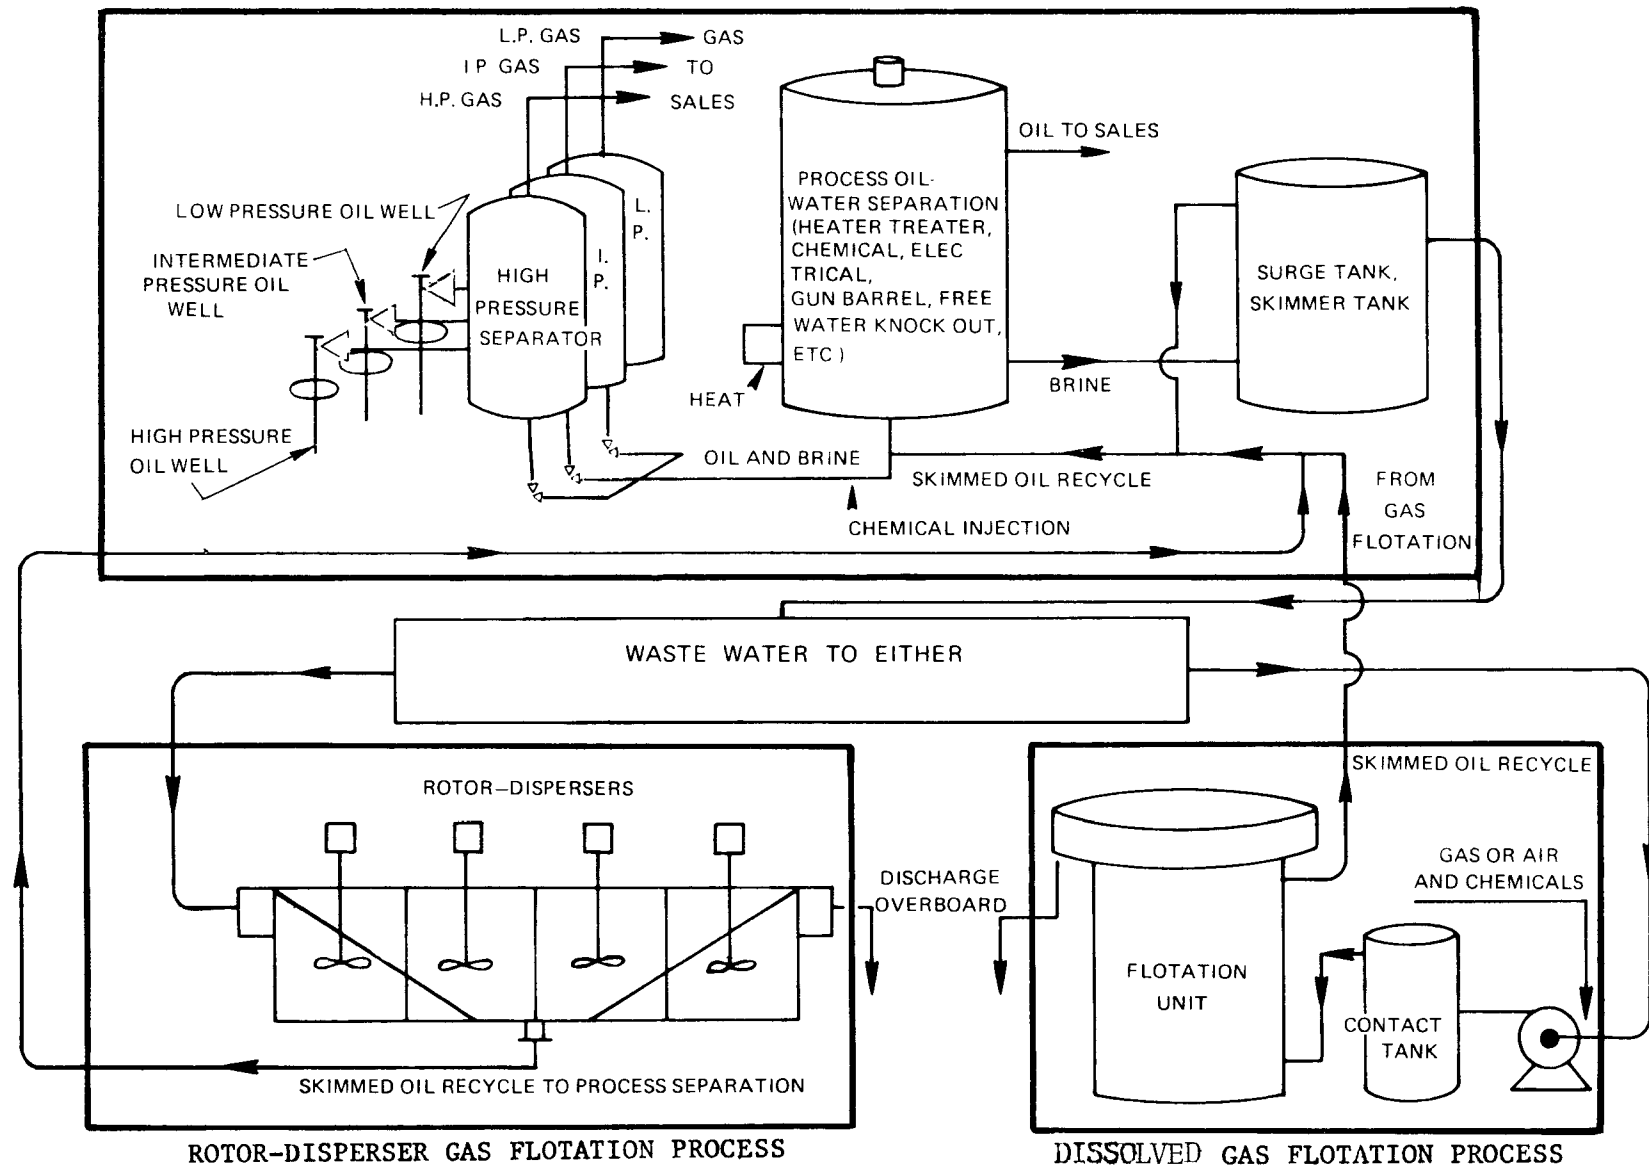 L.P. GAS
GAS
I P GAS
TO
H.P. GAS
SALES
OIL TO SALES
PROCESS OIL-
WATER SEPARATION
(HEATER TREATER,
CHEMICAL, ELEC
TRICAL,
GUN BARREL, FREE
WATER KNOCK OUT,
ETC)
LOW PRESSURE OIL WELL
L.
P.
INTERMEDIATE
PRESSURE OIL
WELL
HIGH
PRESSURE
SEPARATOR
I.
P.
SURGE TANK,
SKIMMER TANK
HEAT
BRINE
HIGH PRESSURE
OIL WELL
OIL AND BRINE
SKIMMED OIL RECYCLE
CHEMICAL INJECTION
FROM
GAS
FLOTATION
WASTE WATER TO EITHER
ROTOR-DISPERSERS
SKIMMED OIL RECYCLE
DISCHARGE
OVERBOARD
GAS OR AIR
AND CHEMICALS
FLOTATION
UNIT
CONTACT
TANK
SKIMMED OIL RECYCLE TO PROCESS SEPARATION
ROTOR-DISPERSER GAS FLOTATION PROCESS
DISSOLVED GAS FLOTATION PROCESS